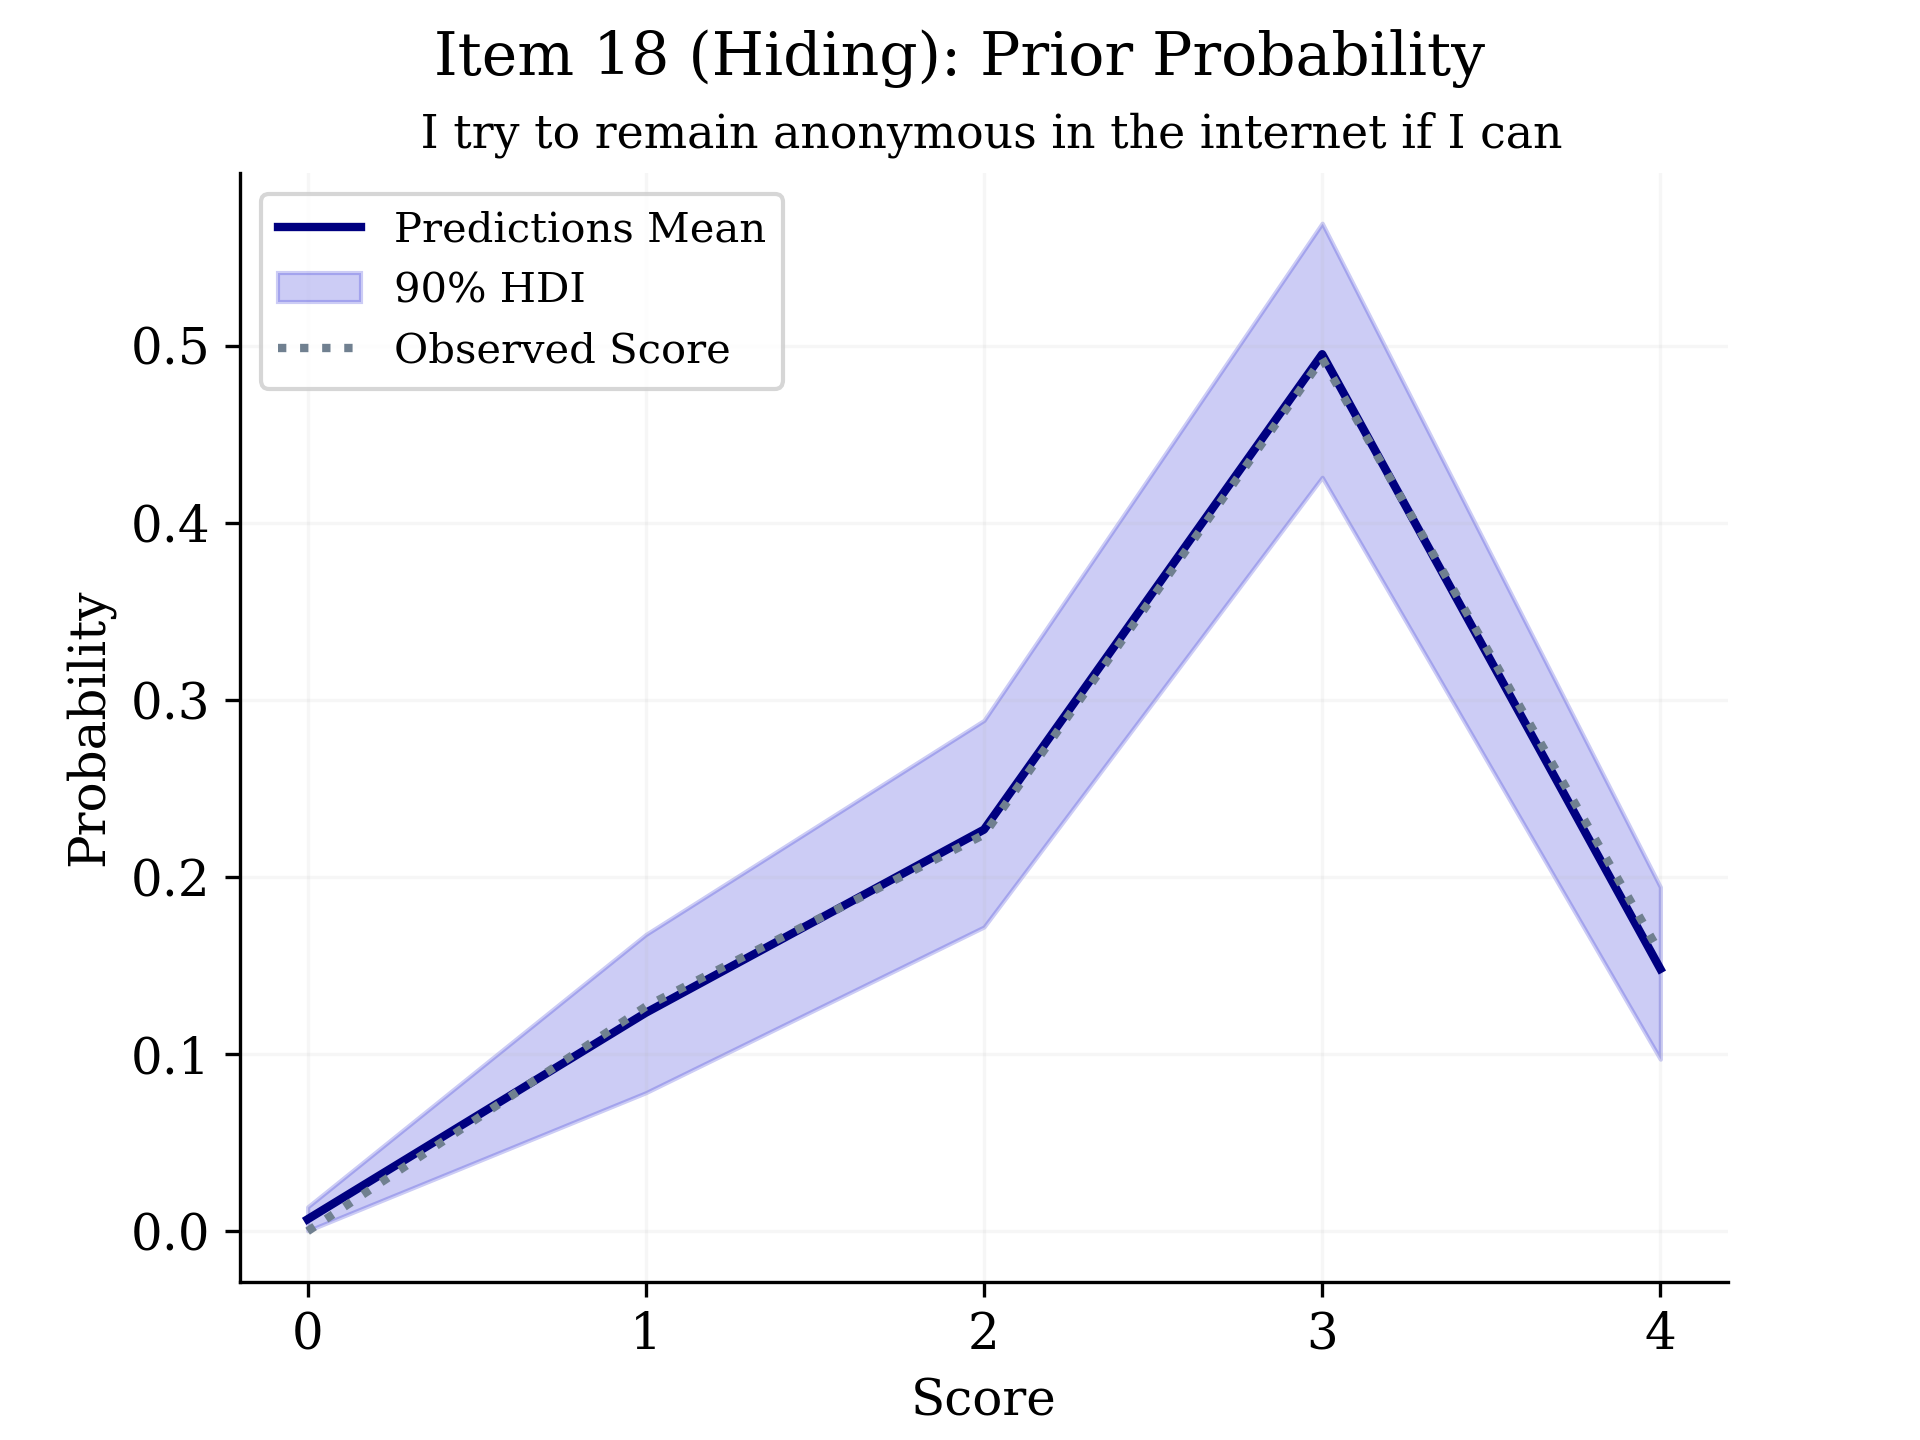 Item 18 (Hiding): Prior Probability
I try to remain anonymous in the internet if I can
Predictions Mean
90% HDI
Observed Score
0.5
0.4
0.3
0.2
0.1
0.0
Probability
0 1 2 3 4
Score